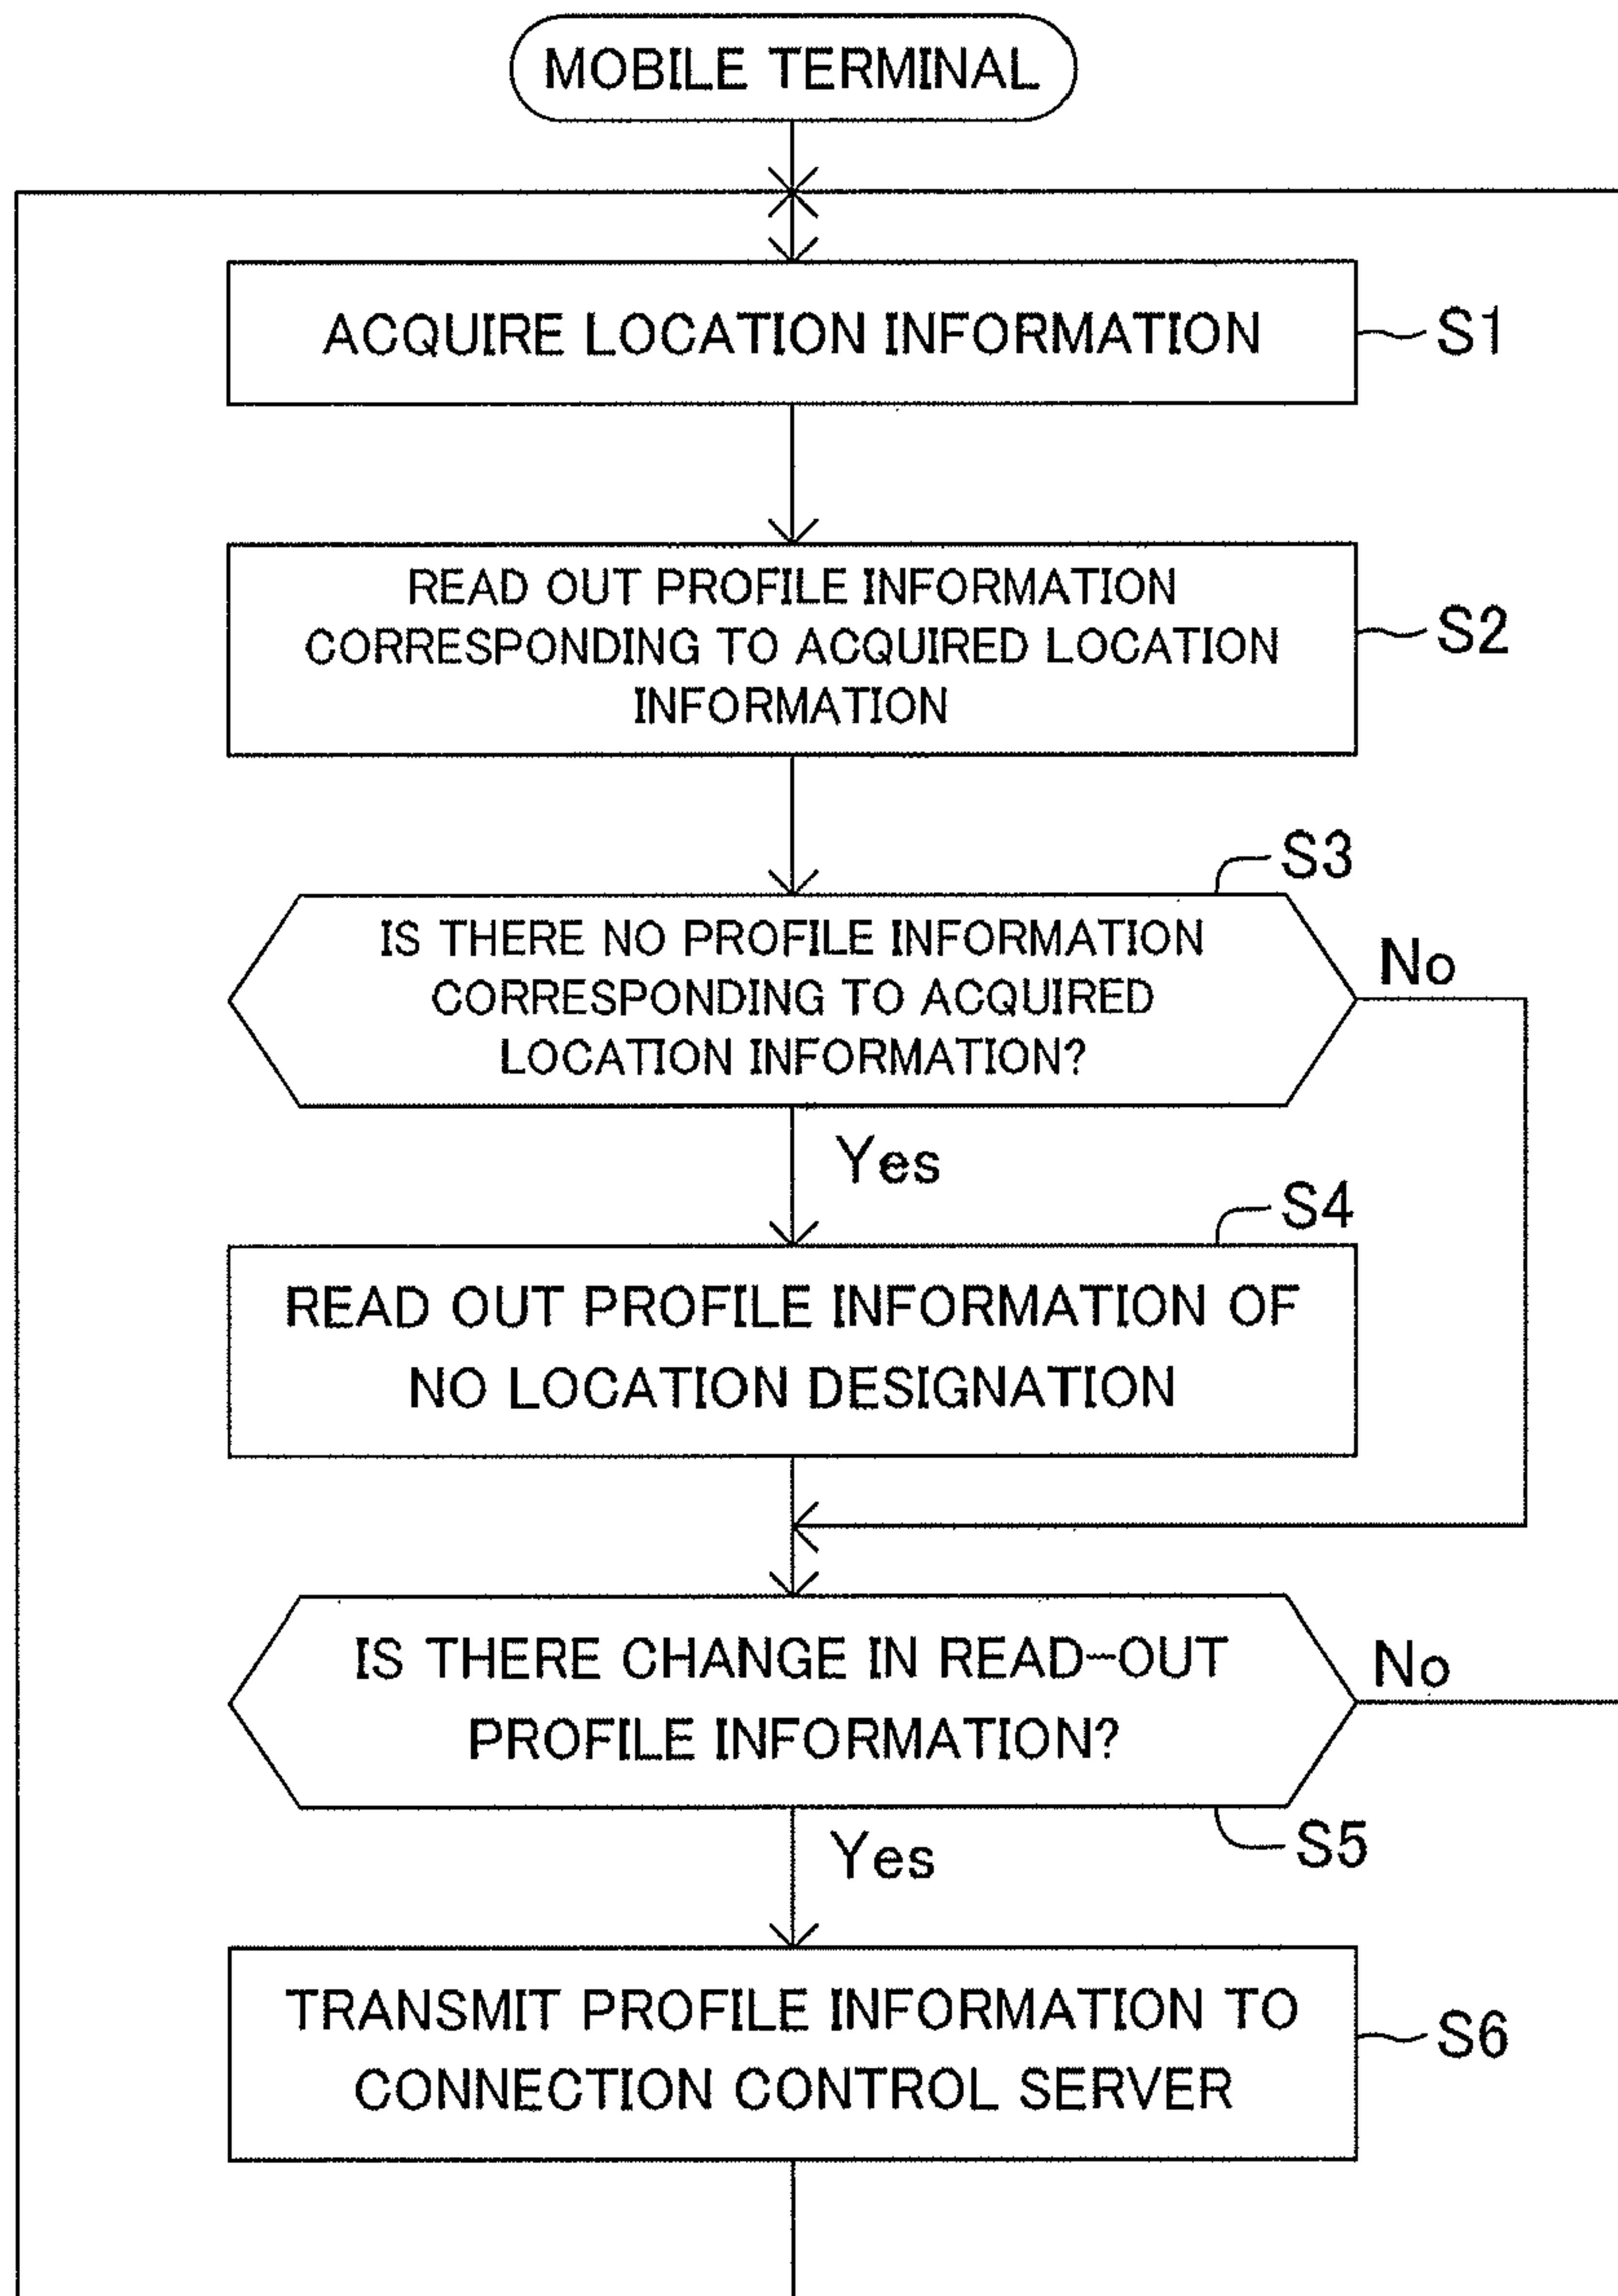 MOBILE TERMINAL
ACQUIRE LOCATION INFORMATION
S1
READ OUT PROFILE INFORMATION
CORRESPONDING TO ACQUIRED LOCATION
INFORMATION
S2
S3
IS THERE NO PROFILE INFORMATION
CORRESPONDING TO ACQUIRED
LOCATION INFORMATION?
No
Yes
S4
READ OUT PROFILE INFORMATION OF
NO LOCATION DESIGNATION
IS THERE CHANGE IN READ-OUT
PROFILE INFORMATION?
No
S5
Yes
TRANSMIT PROFILE INFORMATION TO
CONNECTION CONTROL SERVER
S6